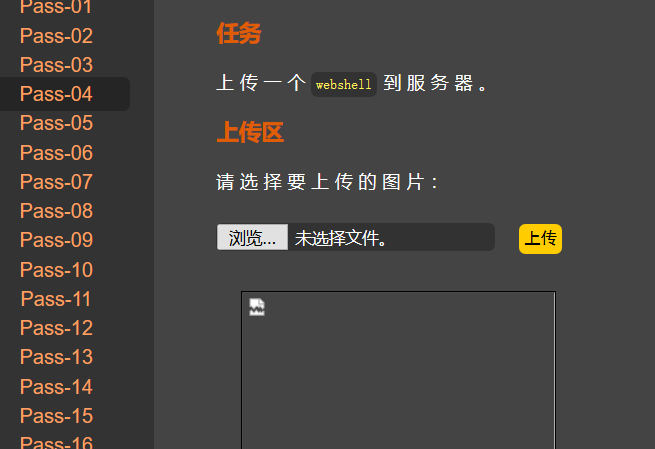 Pass-01
Pass-02
Pass-03
Pass-04
Pass-05
Pass-06
Pass-07
Pass-08
Pass-09
Pass-10
Pass-11
Pass-12
Pass-13
Pass-14
Pass-15
Pass-16
任务
上传一个 webshell 到服务器。
上传区
请选择要上传的图片：
浏览... 未选择文件。 上传